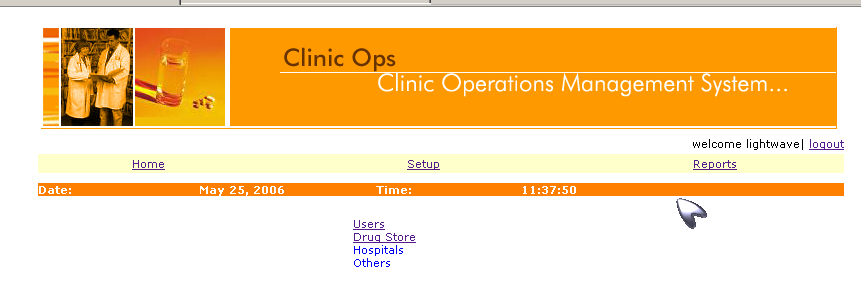 Clinic Ops
Clinic Operations Management System...
welcome lightwave| logout
Home Setup Reports
Date: May 25, 2006 Time: 11:37:50
Users
Drug Store
Hospitals
Others